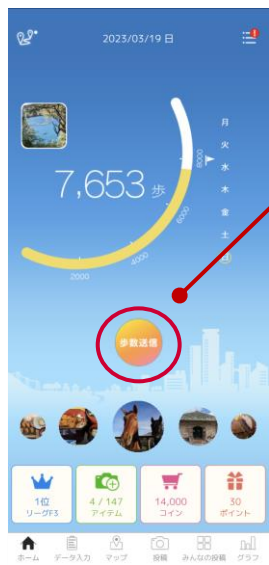 2023/03/19 日
月
火
水
木
金
土
日
7,653 歩
8000
6000
4000
2000
歩数送信
1位
リーグF3
4 / 147
アイテム
14,000
コイン
30
ポイント
ホーム
データ入力
マップ
投稿
みんなの投稿
グラフ